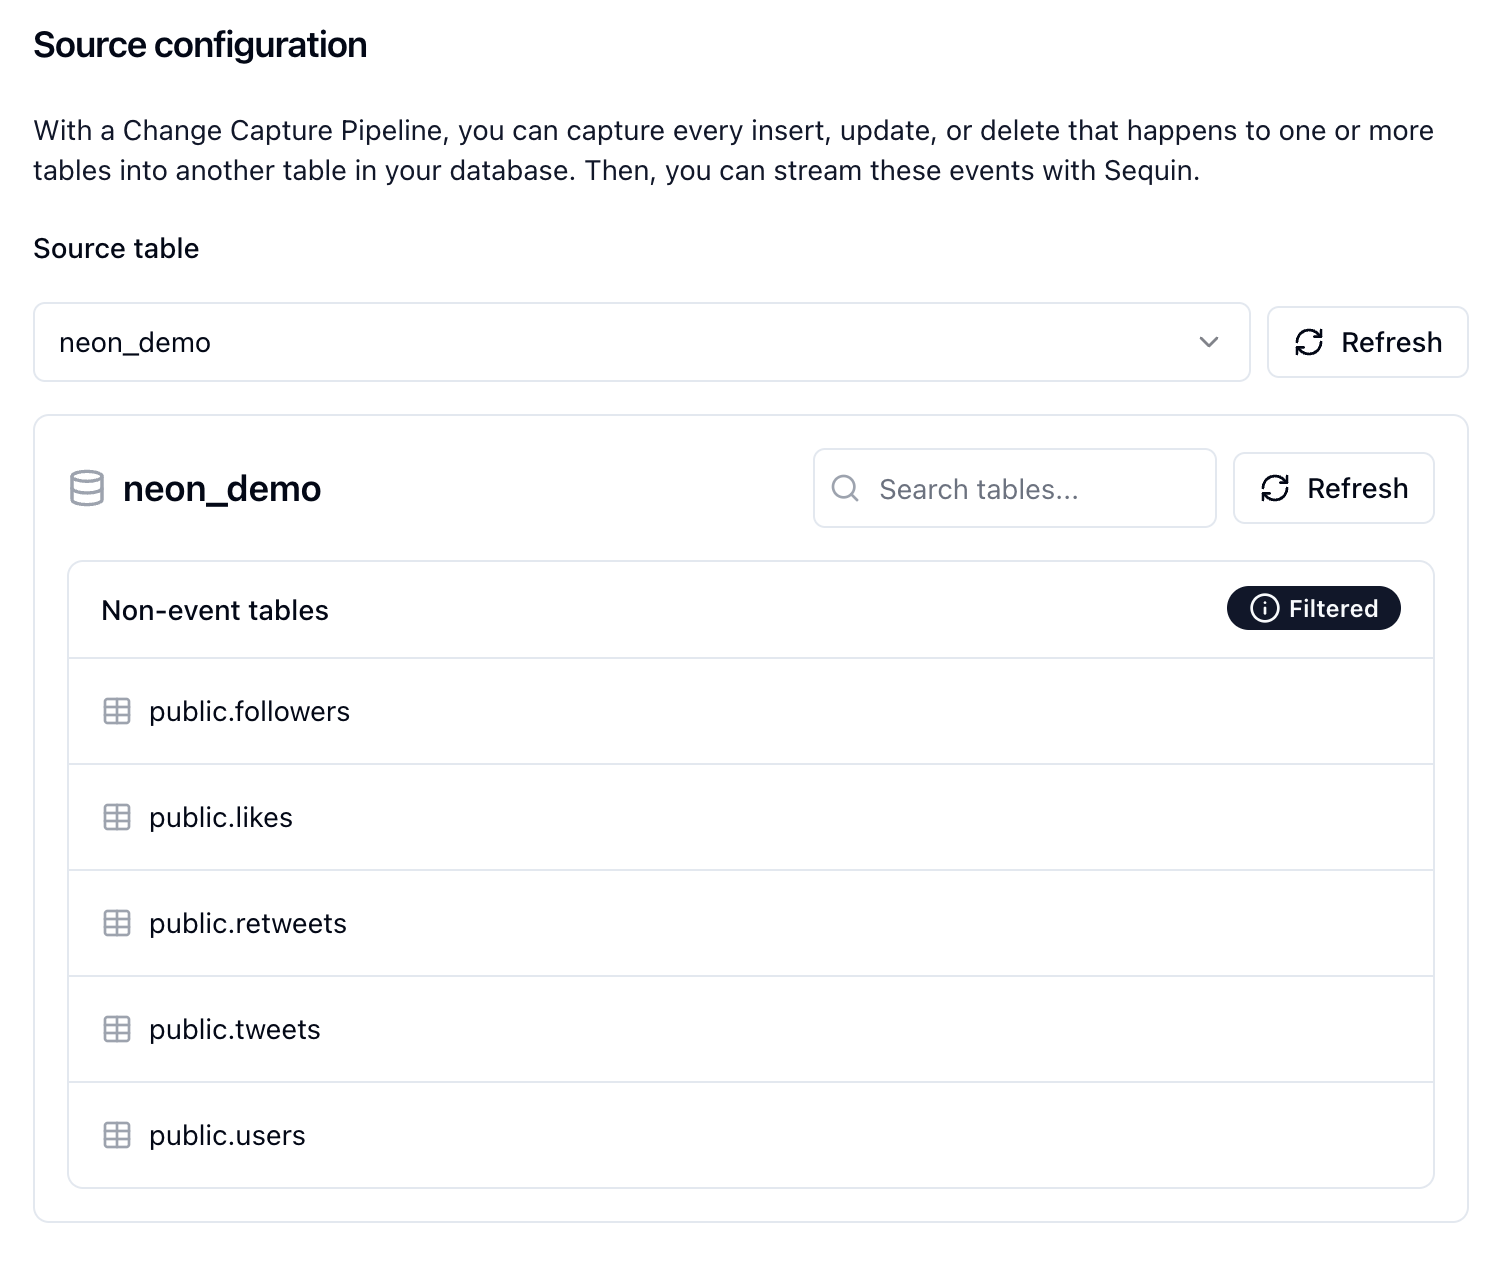 Source configuration
With a Change Capture Pipeline, you can capture every insert, update, or delete that happens to one or more
tables into another table in your database. Then, you can stream these events with Sequin.
Source table
neon_demo
Refresh
neon_demo
Search tables...
Refresh
Non-event tables
Filtered
public.followers
public.likes
public.retweets
public.tweets
public.users